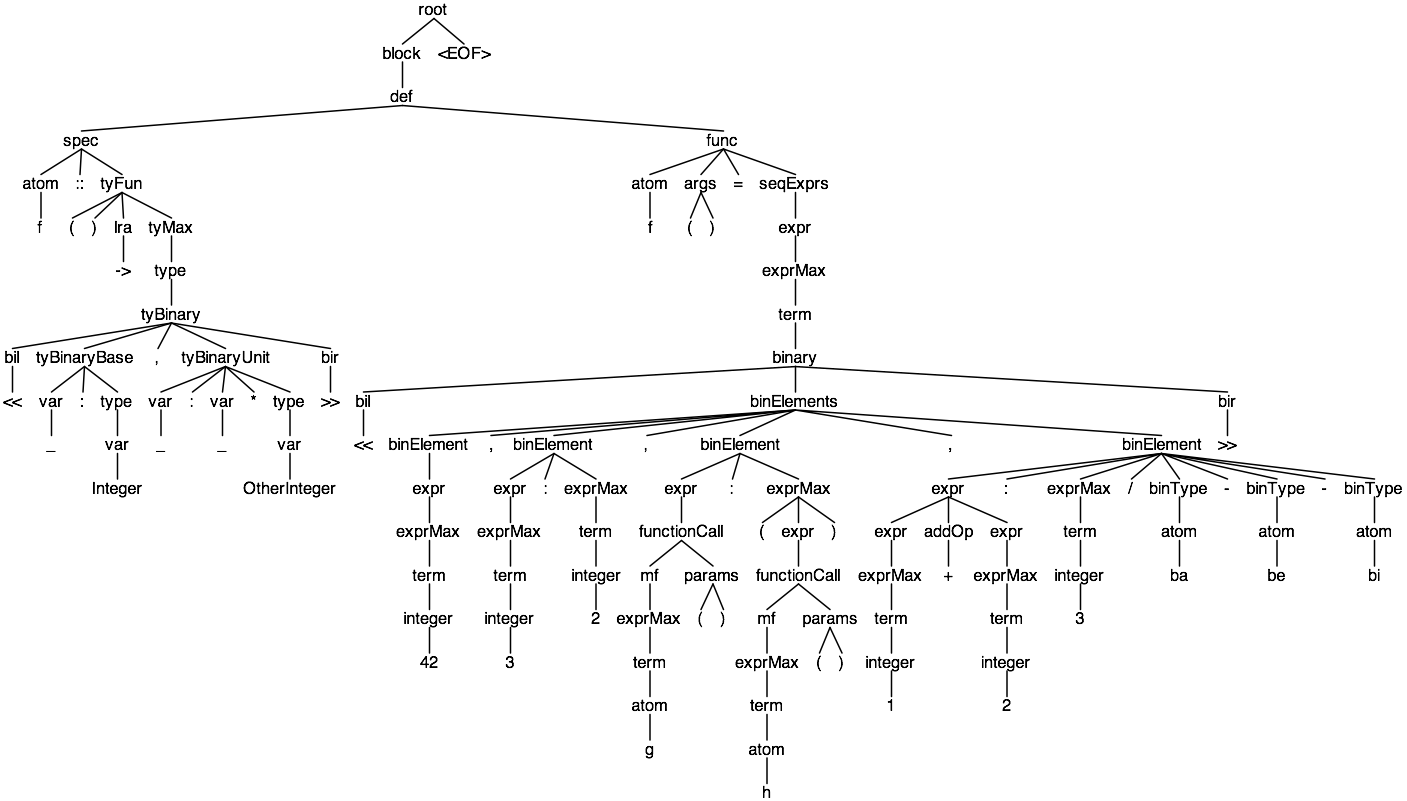 root
block <EOF>
def
spec func
atom :: tyFun atom args = seqExprs
f ( ) lra tyMax f ( ) expr
-> type exprMax
tyBinary term
bil tyBinaryBase , tyBinaryUnit bir binary
<< var : type var : var * type >> bil binElements bir
_ var _ _ var << binElement , binElement , binElement , binElement >>
Integer OtherInteger expr expr : exprMax expr : exprMax expr : exprMax / binType - binType - binType
exprMax exprMax term functionCall ( expr ) expr addOp expr term atom atom atom
term term integer mf params functionCall exprMax + exprMax integer ba be bi
integer integer 2 exprMax ( ) mf params term term 3
42 3 term exprMax ( ) integer integer
atom term 1 2
g atom
h